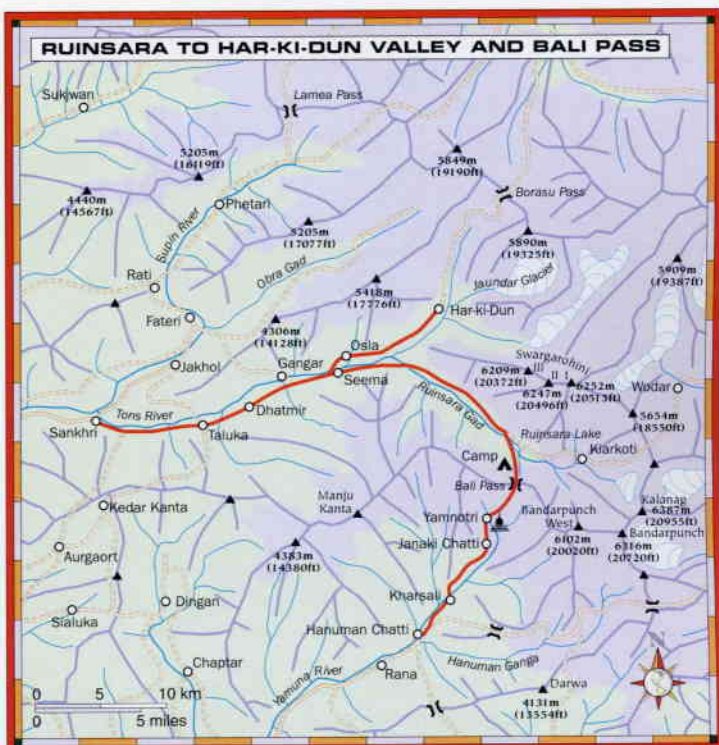 RUINSARA TO HAR-KI-DUN VALLEY AND BALI PASS
Sukjwan
Lamea Pass
5205m
(16419ft)
5849m
(19190ft)
4440m
(14567ft)
Phetari
Borasu Pass
Supin River
5205m
(17077ft)
5890m
(19325ft)
Obra Gad
5909m
(19387ft)
Rati
5418m
(17776ft)
Jaundar Glacier
Har-ki-Dun
Fateri
4306m
(14128ft)
Osla
Jakhol
Gangar
Seema
Swargarohini
III
II
I
6209m
(20372ft)
6252m
(20513ft)
6247m
(20496ft)
Wodar
Ruinsara Gad
5654m
(18550ft)
Tons River
Dhatmir
Sankhri
Taluka
Ruinsara Lake
Kiarkoti
Camp
Bali Pass
Kedar Kanta
Manju
Kanta
Kalanag
6387m
(20955ft)
Yamnotri
Bandarpunch
West
6102m
(20020ft)
Bandarpunch
6316m
(20720ft)
Janaki Chatti
Aurgaort
4383m
(14380ft)
Kharsali
Dingan
Sialuka
Hanuman Chatti
Hanuman Ganga
Chaptar
Yamuna River
Rana
Darwa
4131m
(13554ft)
N
0 5 10 km
0 5 miles